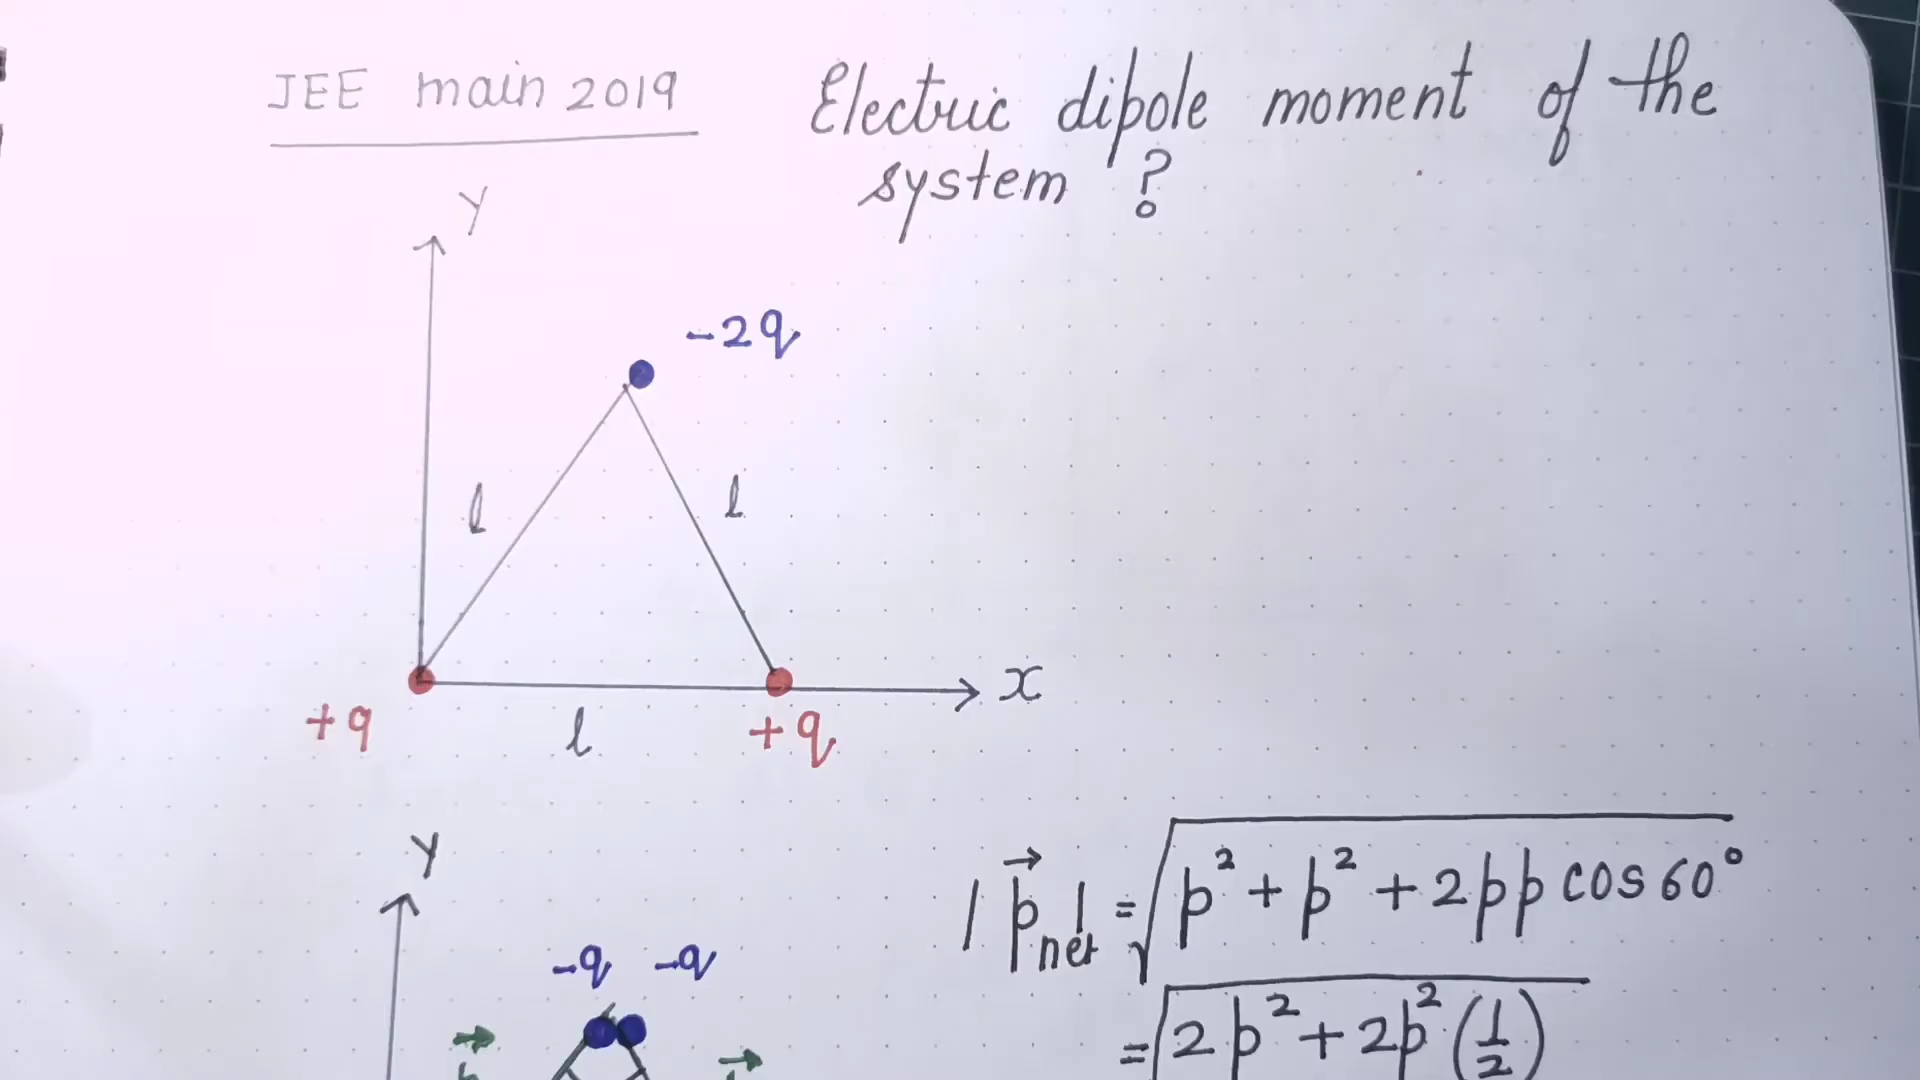 JEE main 2019
Electric dipole moment of the
system ?
Y
-2q
l
l
x
+q
l
+q
Y
|p⃗net| = √(p² + p² + 2pp cos 60°)
-q -q
= √(2p² + 2p² (1/2))